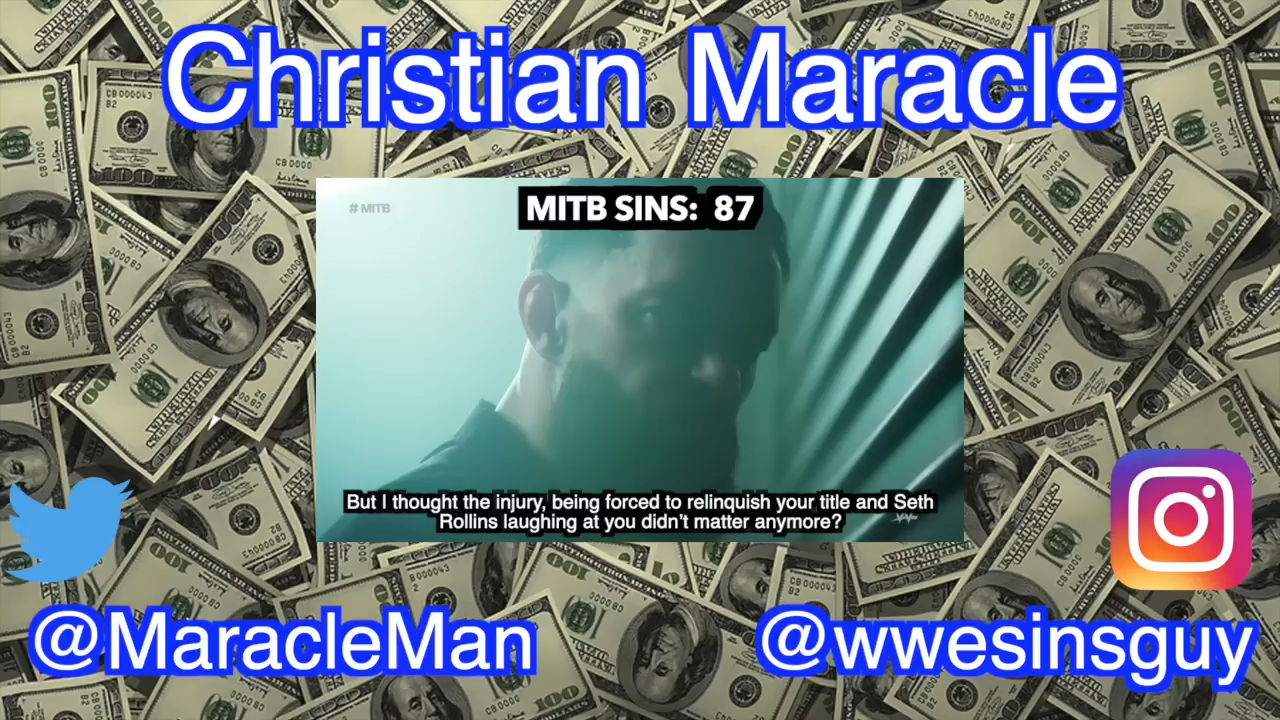 Christian Maracle
# MITB
MITB SINS: 87
But I thought the injury, being forced to relinquish your title and Seth
Rollins laughing at you didn't matter anymore?
@MaracleMan
@wwesinsguy